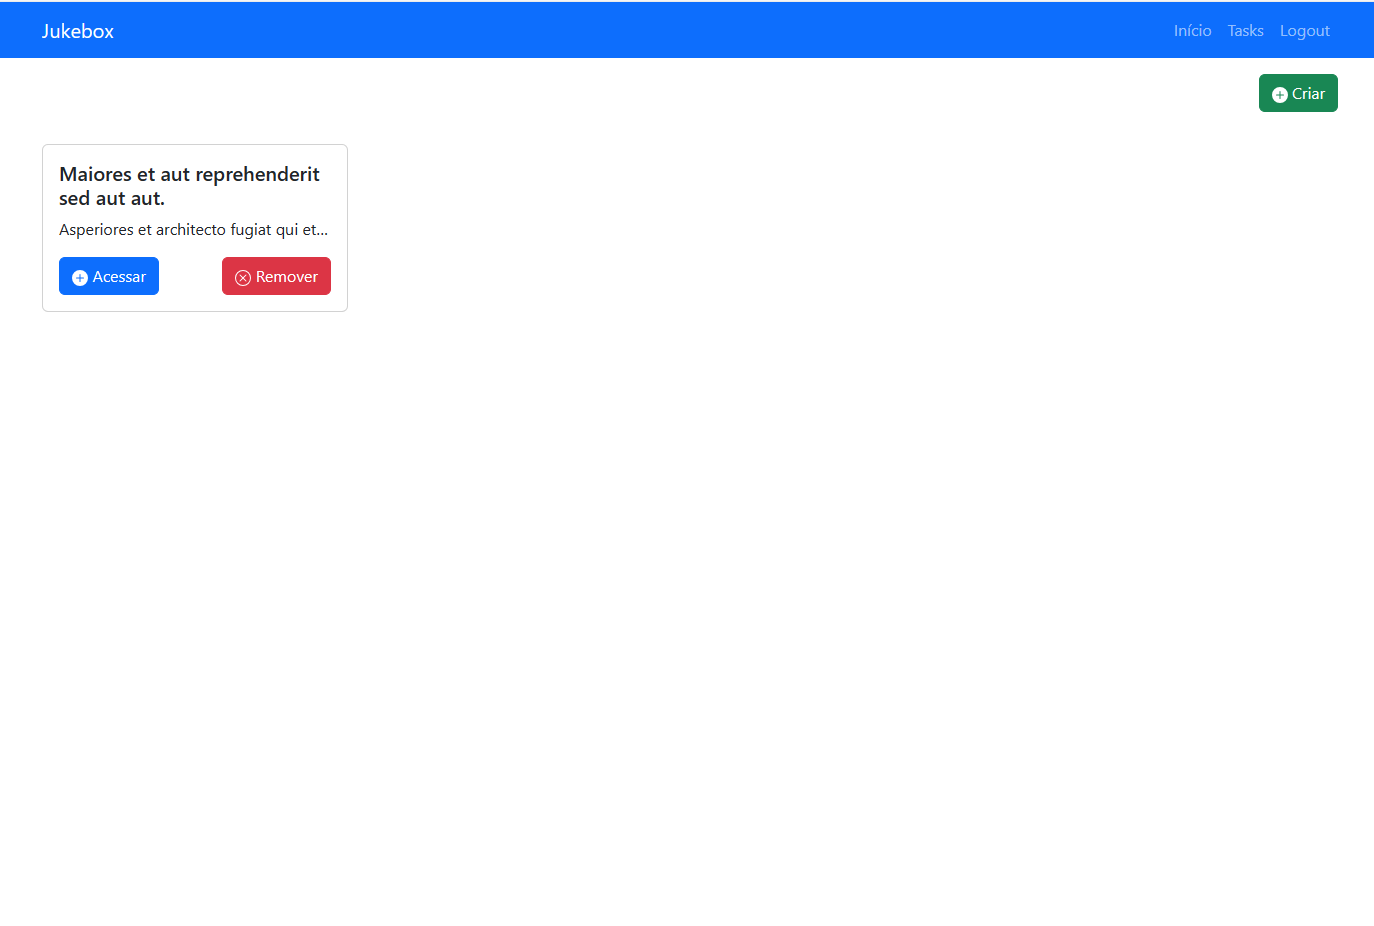 Jukebox
Início Tasks Logout
Criar
Maiores et aut reprehenderit
sed aut aut.
Asperiores et architecto fugiat qui et...
Acessar
Remover